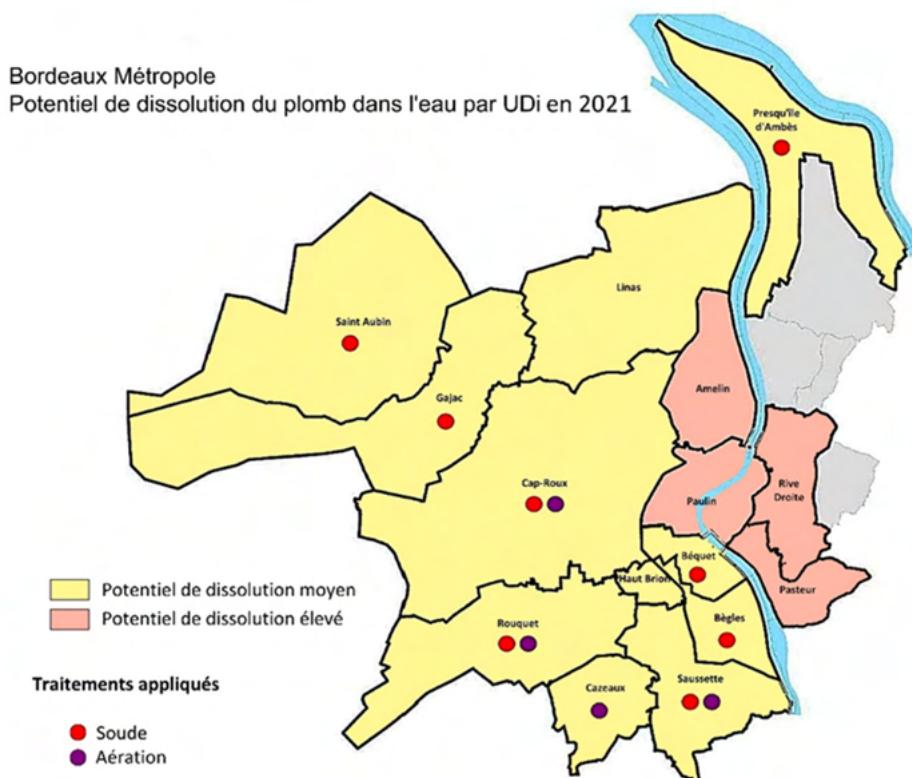 Bordeaux Métropole
Potentiel de dissolution du plomb dans l'eau par UDi en 2021
Presqu'île
d'Ambès
Linas
Saint Aubin
Amelin
Gajac
Cap-Roux
Rive
Droite
Paulin
Béquet
Haut Brion
Pasteur
Potentiel de dissolution moyen
Potentiel de dissolution élevé
Bègles
Rouquet
Cazeaux
Saussette
Traitements appliqués
Soude
Aération